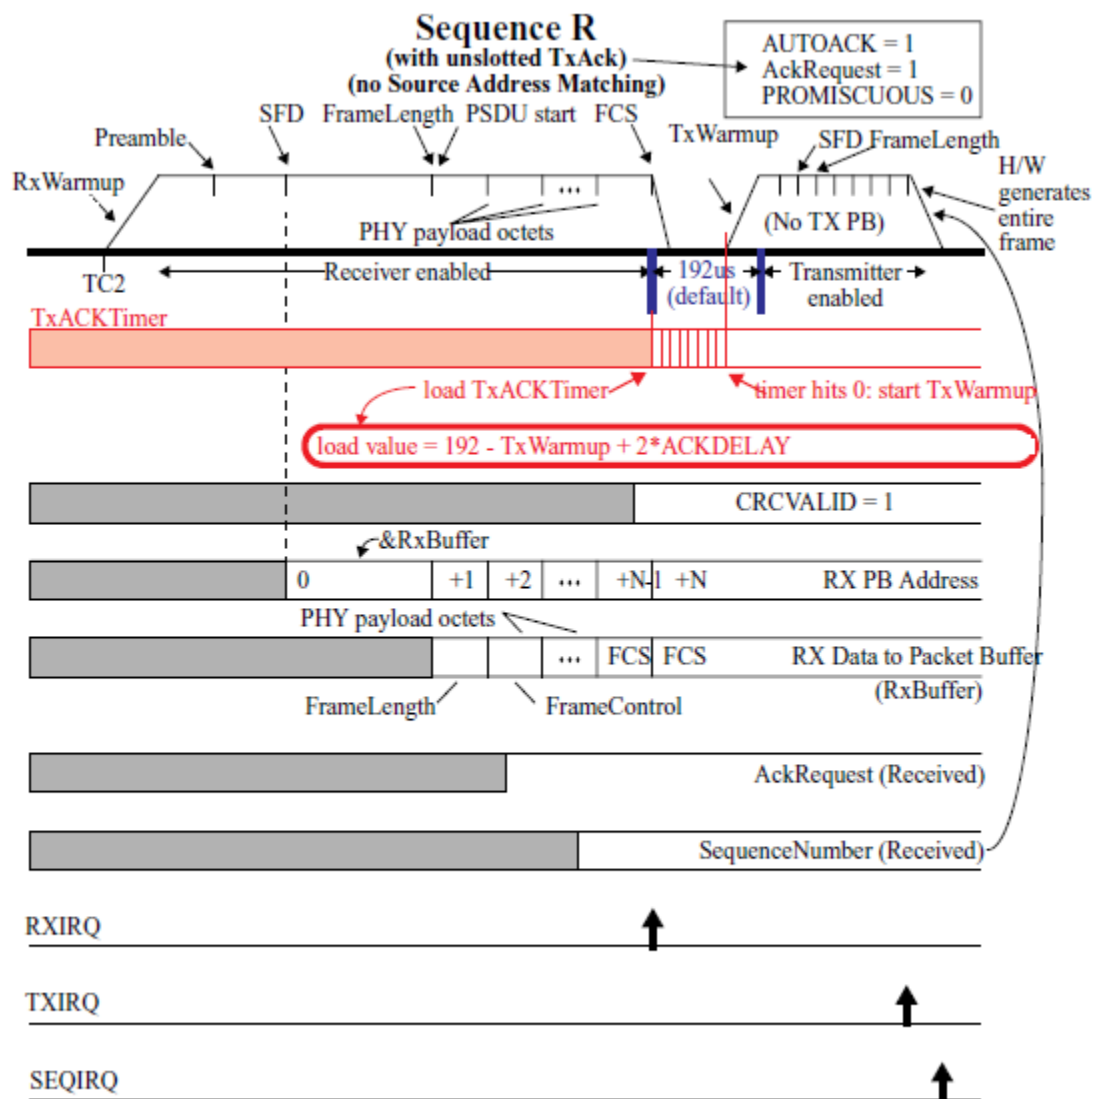 Sequence R
(with unslotted TxAck)
(no Source Address Matching)
AUTOACK = 1
AckRequest = 1
PROMISCUOUS = 0
SFD FrameLength PSDU start FCS
TxWarmup
Preamble
SFD FrameLength
RxWarmup
H/W
generates
entire
frame
PHY payload octets
...
(No TX PB)
TC2
Receiver enabled
192us
(default)
Transmitter
enabled
TxACKTimer
load TxACKTimer
timer hits 0: start TxWarmup
load value = 192 - TxWarmup + 2*ACKDELAY
CRCVALID = 1
&RxBuffer
0 +1 +2 ... +N-1 +N RX PB Address
PHY payload octets
... FCS FCS RX Data to Packet Buffer
(RxBuffer)
FrameLength FrameControl
AckRequest (Received)
SequenceNumber (Received)
RXIRQ
TXIRQ
SEQIRQ